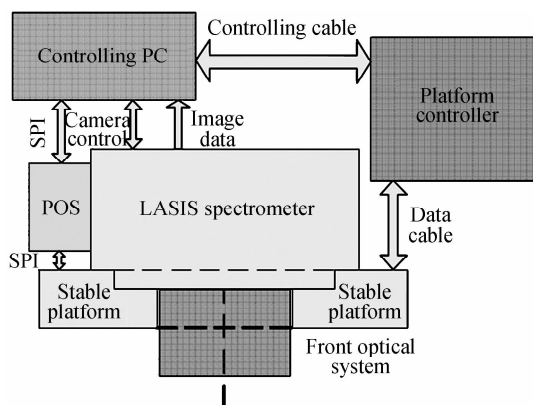 Controlling cable
Controlling PC
Platform
controller
SPI
Camera
control
Image
data
POS
LASIS spectrometer
Data
cable
SPI
Stable
platform
Stable
platform
Front optical
system